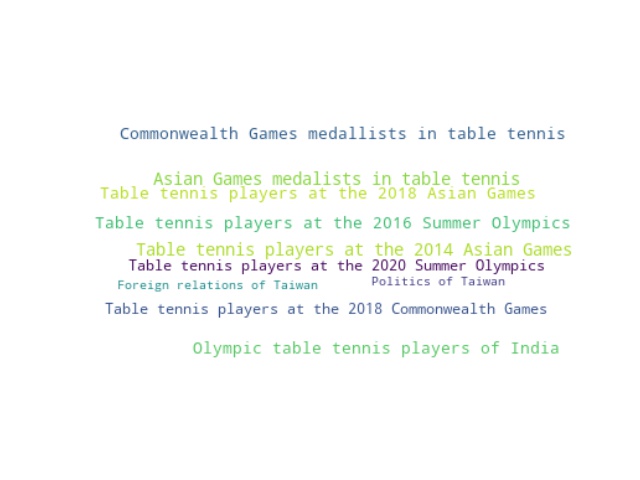 Commonwealth Games medallists in table tennis
Asian Games medalists in table tennis
Table tennis players at the 2018 Asian Games
Table tennis players at the 2016 Summer Olympics
Table tennis players at the 2014 Asian Games
Table tennis players at the 2020 Summer Olympics
Foreign relations of Taiwan
Politics of Taiwan
Table tennis players at the 2018 Commonwealth Games
Olympic table tennis players of India